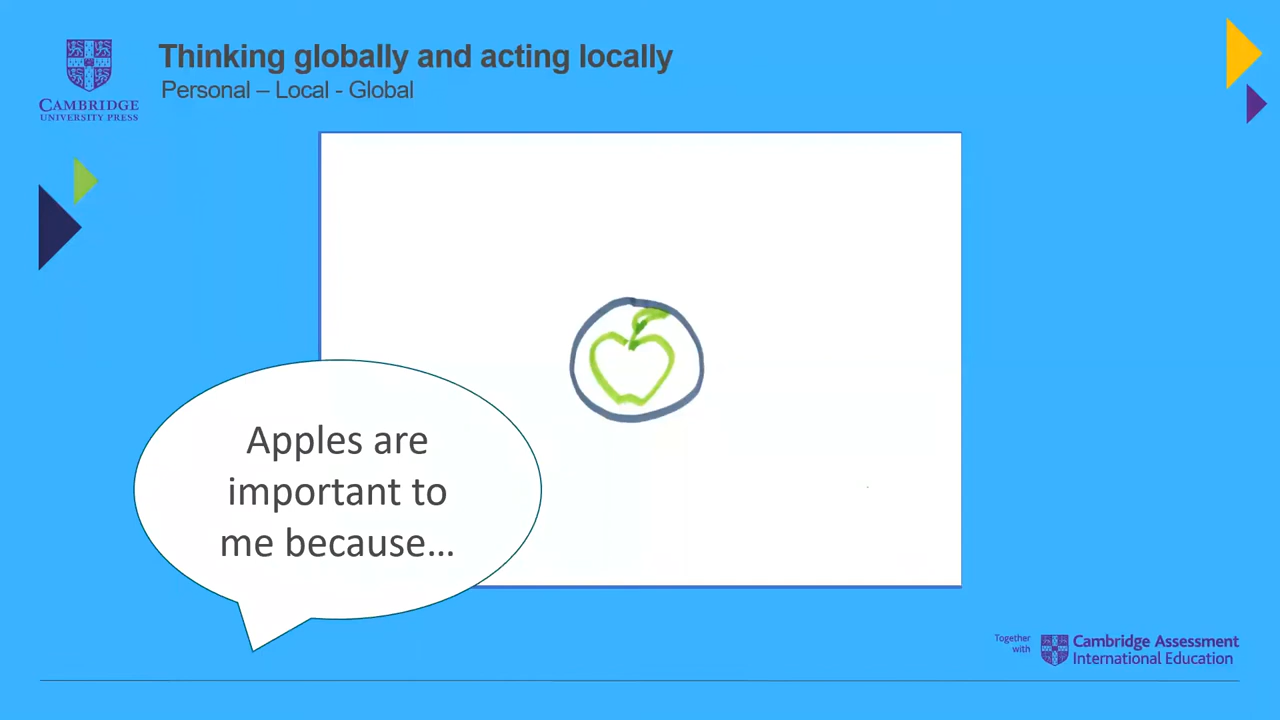 Thinking globally and acting locally
Personal – Local - Global
CAMBRIDGE
UNIVERSITY PRESS
Apples are
important to
me because…
Together
with
Cambridge Assessment
International Education